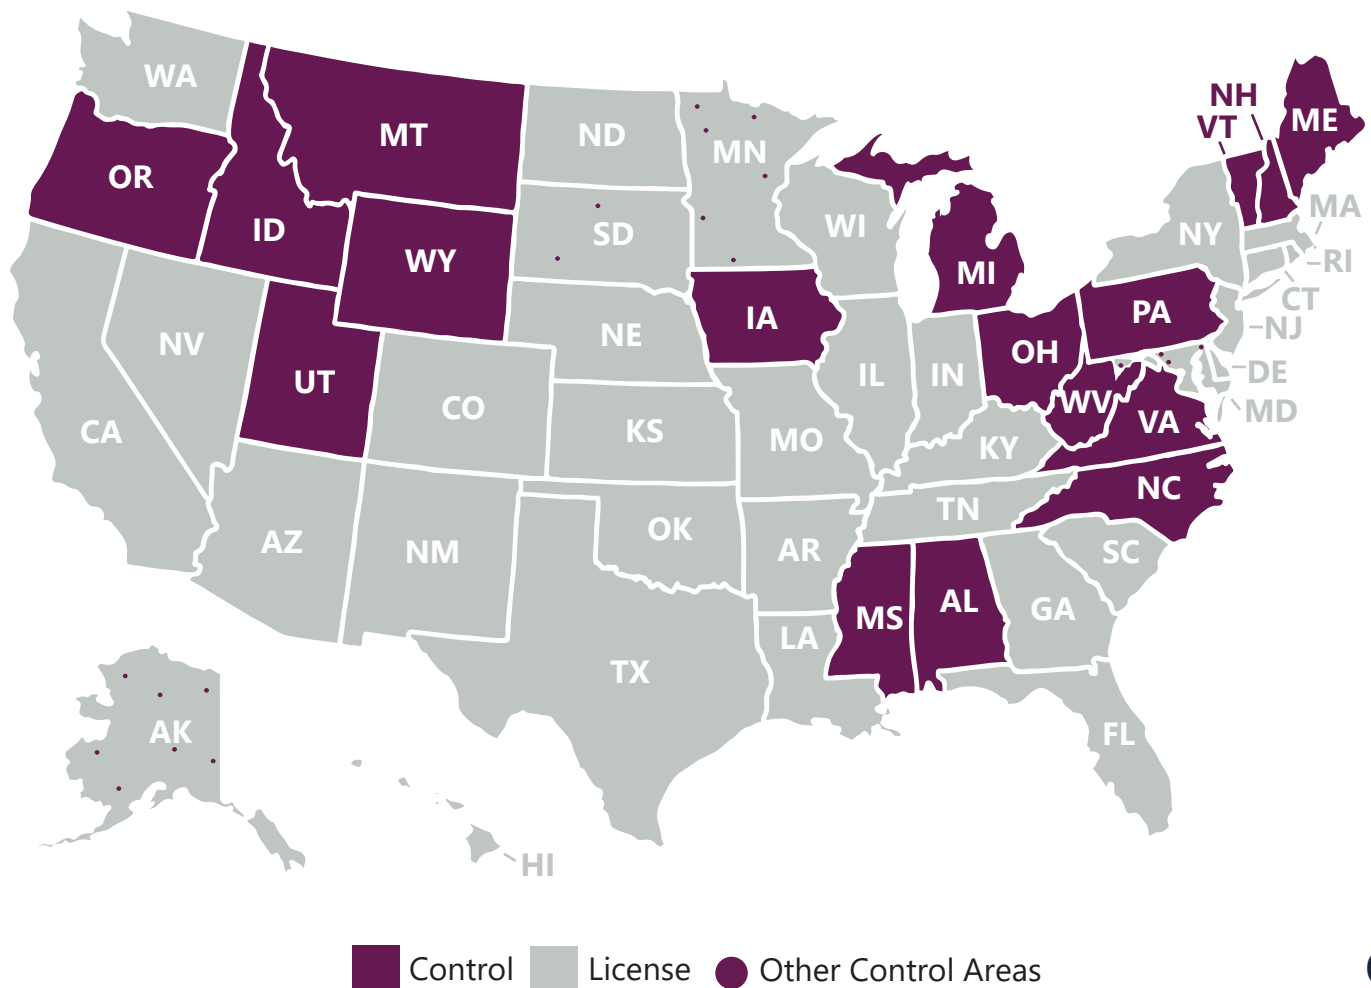 WA
MT
ND
MN
OR
ID
WY
SD
WI
MI
NH
VT
ME
MA
NY
RI
CT
PA
NJ
NV
UT
NE
IA
IL
IN
OH
DE
MD
WV
VA
CA
CO
KS
MO
KY
NC
AZ
NM
OK
AR
TN
SC
MS
AL
GA
LA
TX
FL
AK
HI
Control
License
Other Control Areas